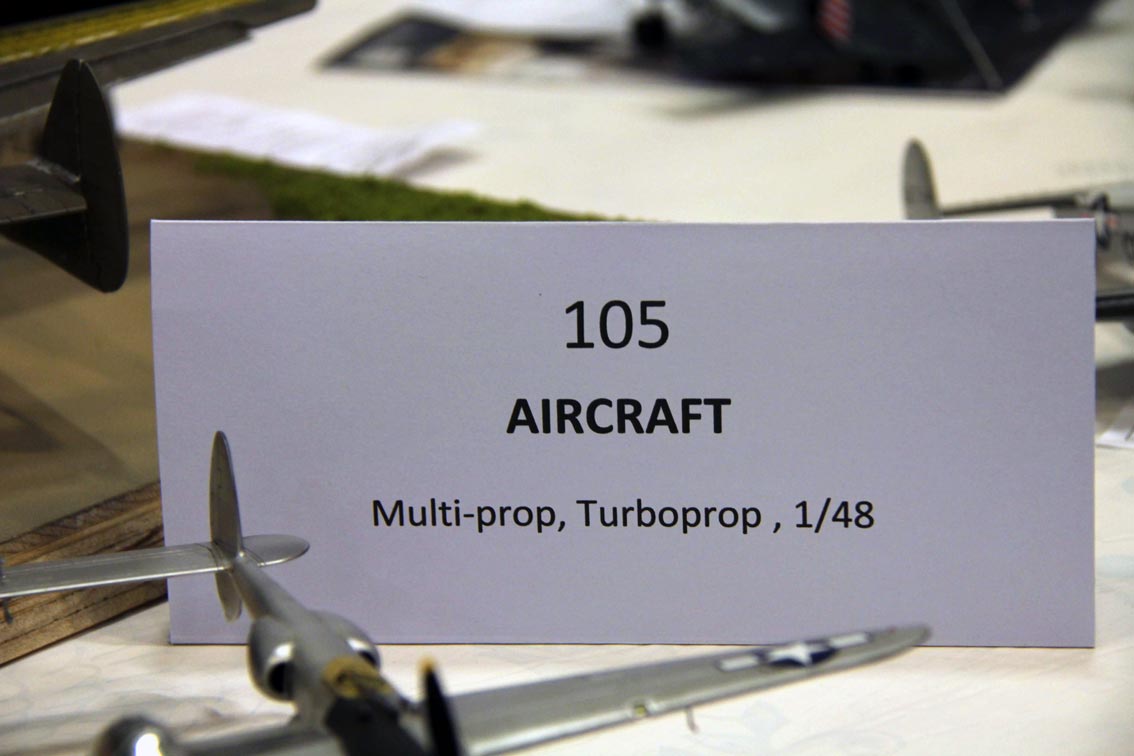 105
AIRCRAFT
Multi-prop, Turboprop , 1/48